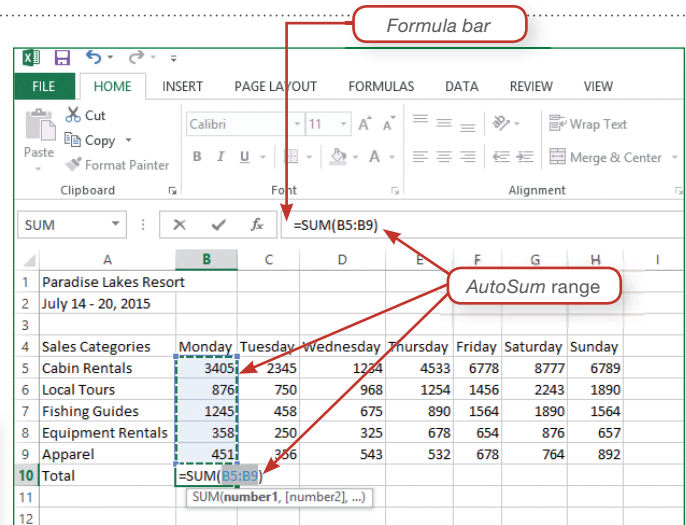 Formula bar
FILE HOME INSERT PAGE LAYOUT FORMULAS DATA REVIEW VIEW
Cut
Copy
Paste
Format Painter
Calibri 11 A A
Wrap Text
B I U A
Merge & Center
Clipboard Font Alignment
SUM fx =SUM(B5:B9)
A B C D E F G H I
AutoSum range
1 Paradise Lakes Resort
2 July 14 - 20, 2015
3
4 Sales Categories Monday Tuesday Wednesday Thursday Friday Saturday Sunday
5 Cabin Rentals 3405 2345 1234 4533 6778 8777 6789
6 Local Tours 876 750 968 1254 1456 2243 1890
7 Fishing Guides 1245 458 675 890 1564 1890 1564
8 Equipment Rentals 358 250 325 678 654 876 657
9 Apparel 451 356 543 532 678 764 892
10 Total =SUM(B5:B9)
11 SUM(number1, [number2], ...)
12